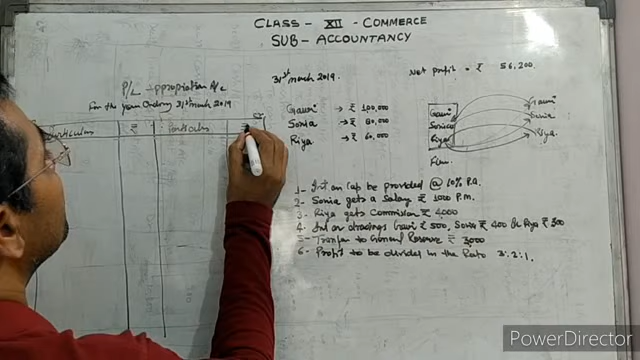 CLASS - XII - COMMERCE
SUB- ACCOUNTANCY
31st march 2019.
Net profit = ₹ 56,200.
P/L Appropriation A/c
For the year Ending 31st march 2019
Cr
Particulars ₹ Particulars ₹
Gauri → ₹ 100,000
Sonia → ₹ 80,000
Riya → ₹ 60,000
Gauri
Sonia
Riya
Firm.
Gauri
Sonia
Riya
1- Int on Cap be provided @ 10% P.A.
2- Sonia gets a Salary ₹ 1000 P.M.
3- Riya gets Commission ₹ 4000
4- Int on drawings Gauri ₹ 500, Sonia ₹ 400 & Riya ₹ 300
5- Transfer to General Reserve ₹ 3000
6- Profit to be divided in the Ratio 3:2:1.
PowerDirector